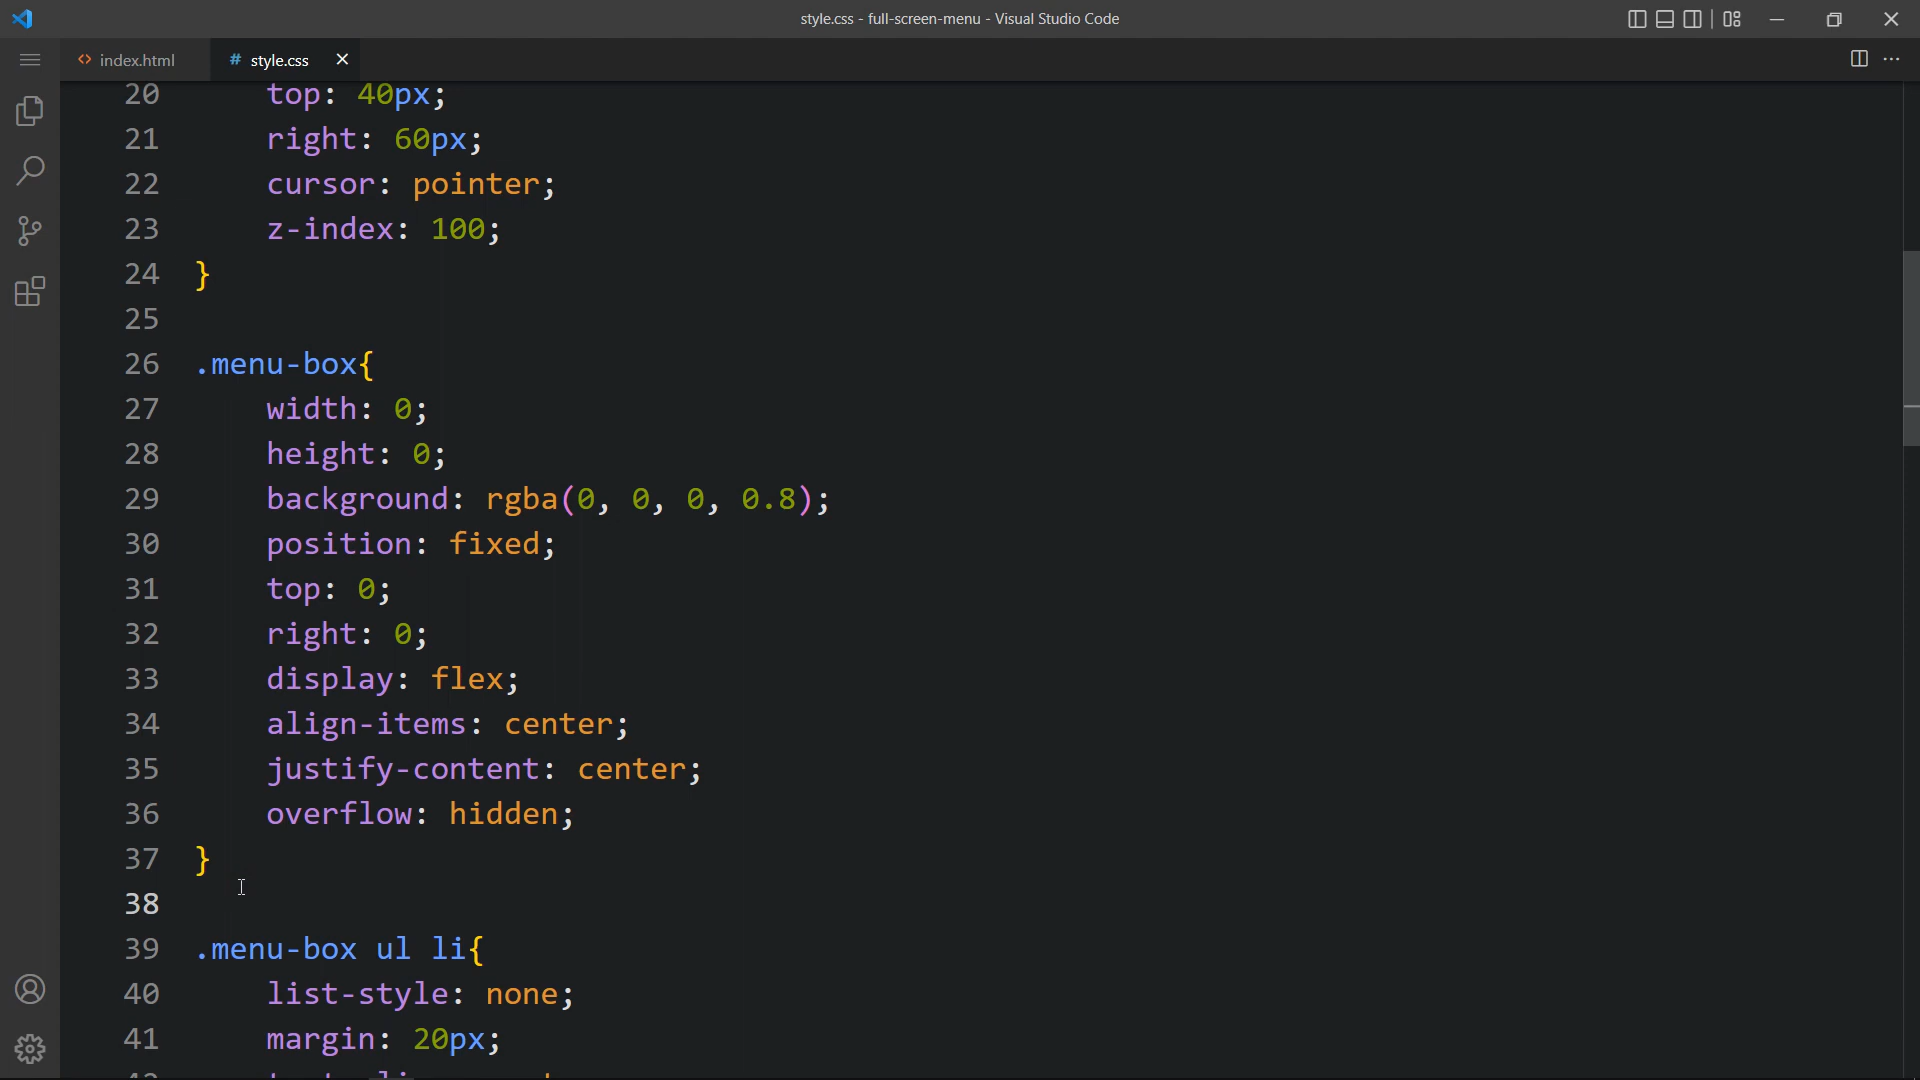 style.css - full-screen-menu - Visual Studio Code
index.html
# style.css
20 top: 40px;
21 right: 60px;
22 cursor: pointer;
23 z-index: 100;
24 }
25
26 .menu-box{
27 width: 0;
28 height: 0;
29 background: rgba(0, 0, 0, 0.8);
30 position: fixed;
31 top: 0;
32 right: 0;
33 display: flex;
34 align-items: center;
35 justify-content: center;
36 overflow: hidden;
37 }
38
39 .menu-box ul li{
40 list-style: none;
41 margin: 20px;